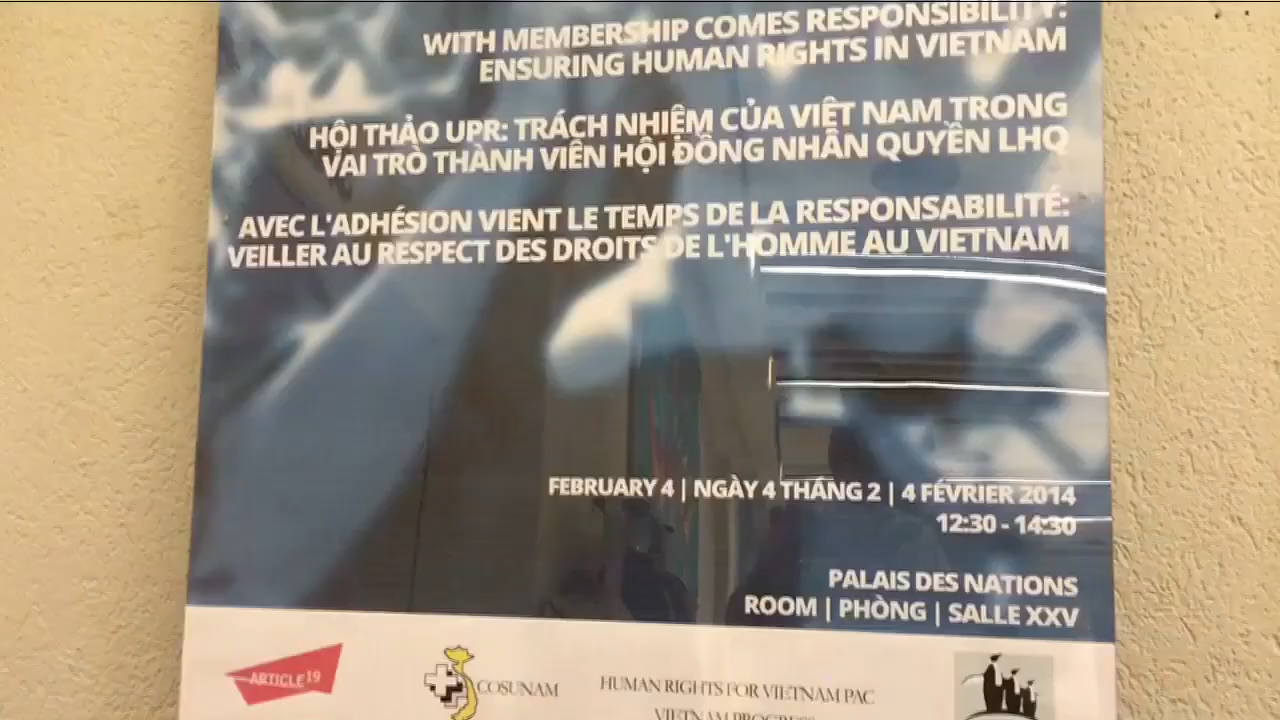 WITH MEMBERSHIP COMES RESPONSIBILITY:
ENSURING HUMAN RIGHTS IN VIETNAM
HỘI THẢO UPR: TRÁCH NHIỆM CỦA VIỆT NAM TRONG
VAI TRÒ THÀNH VIÊN HỘI ĐỒNG NHÂN QUYỀN LHQ
AVEC L'ADHÉSION VIENT LE TEMPS DE LA RESPONSABILITÉ:
VEILLER AU RESPECT DES DROITS DE L'HOMME AU VIETNAM
FEBRUARY 4 | NGÀY 4 THÁNG 2 | 4 FÉVRIER 2014
12:30 - 14:30
PALAIS DES NATIONS
ROOM | PHÒNG | SALLE XXV
ARTICLE 19
COSUNAM
HUMAN RIGHTS FOR VIETNAM PAC
VIETNAM PROGRESS